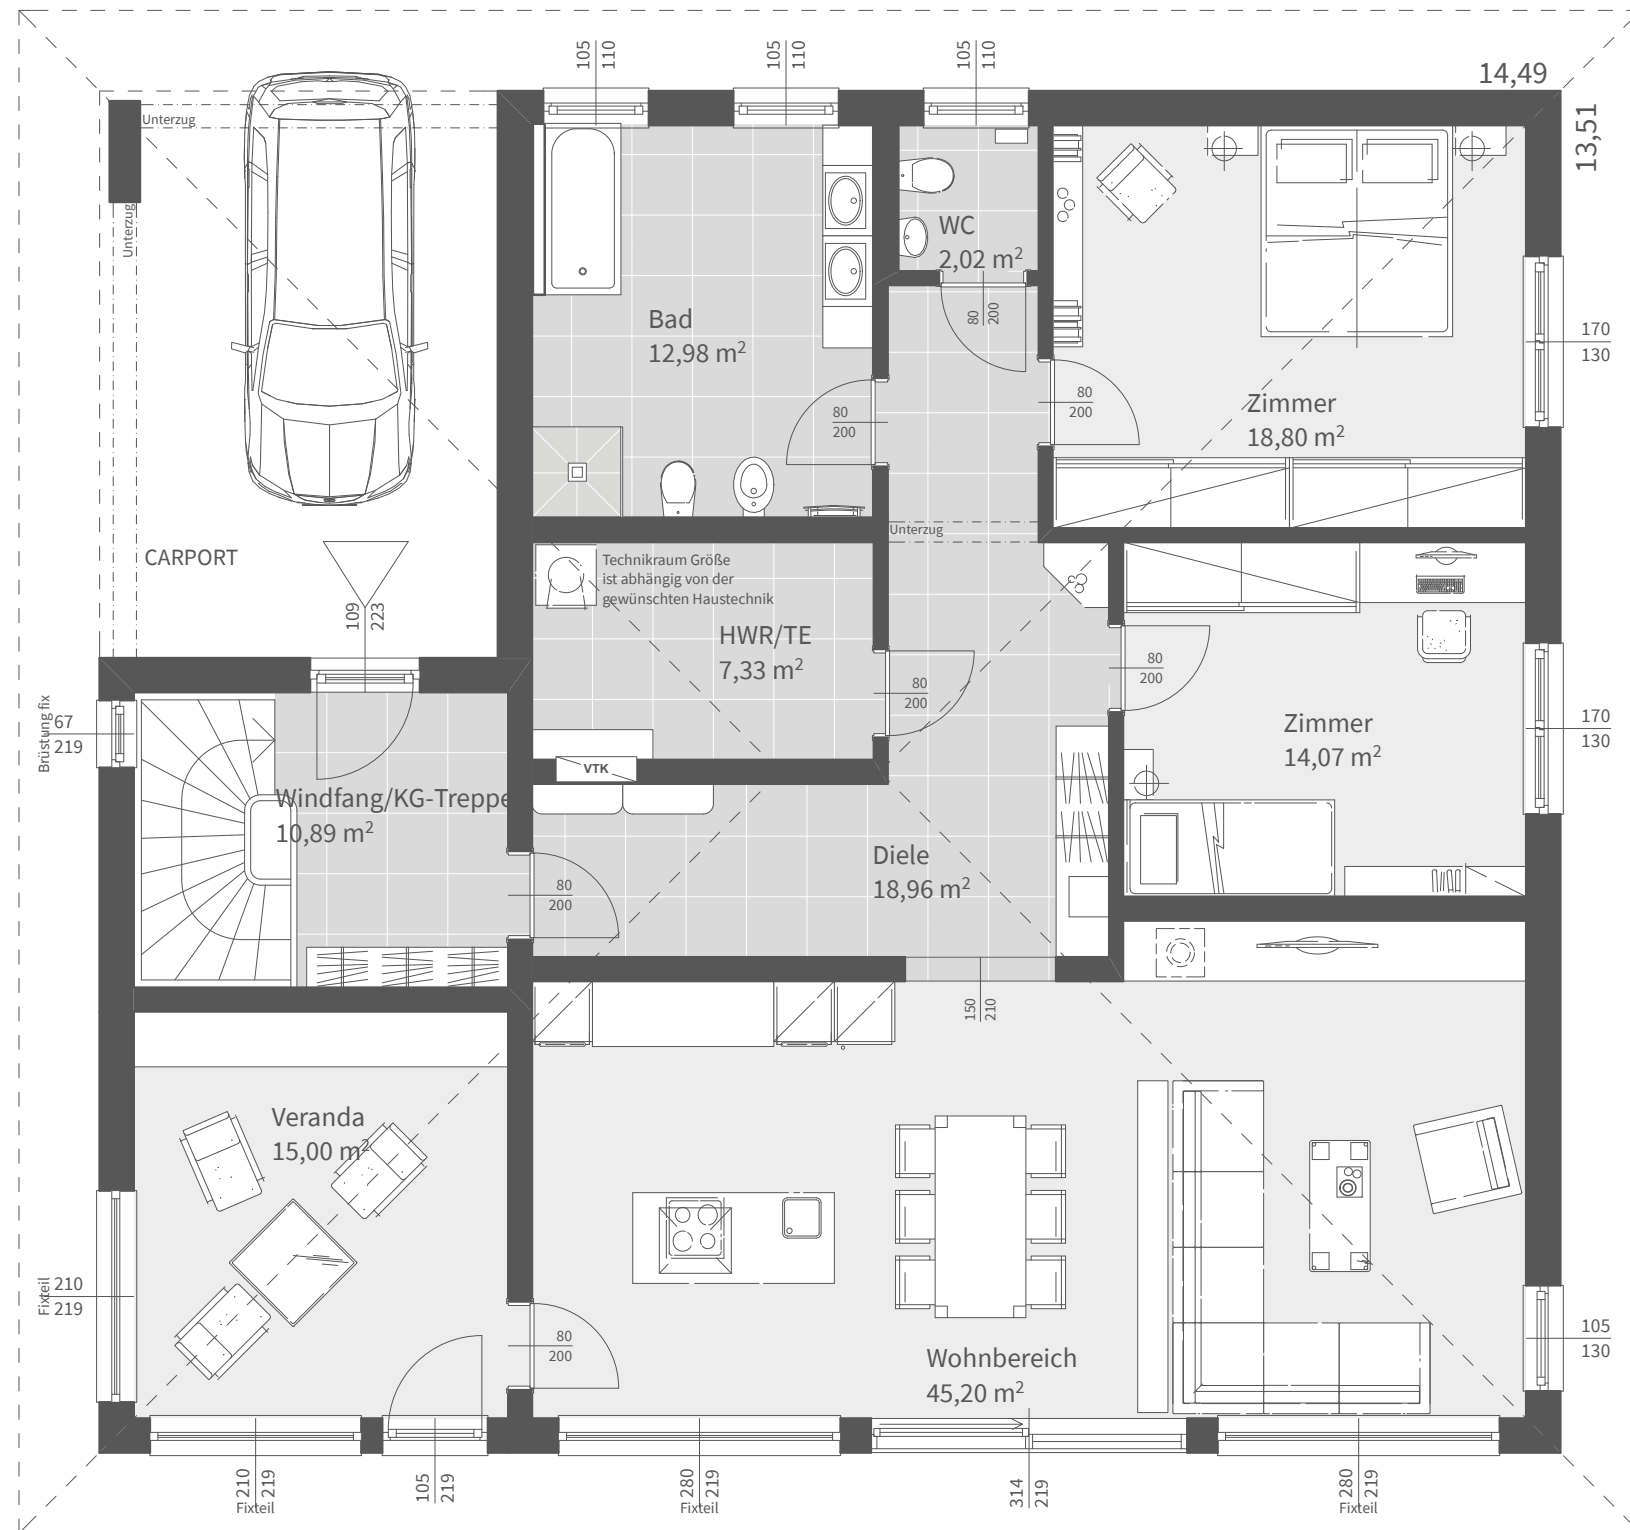 105
110
105
110
105
110
14,49
13,51
Unterzug
Unterzug
WC
2,02 m²
80
200
Bad
12,98 m²
80
200
80
200
Zimmer
18,80 m²
170
130
Unterzug
CARPORT
109
223
Technikraum Größe
ist abhängig von der
gewünschten Haustechnik
HWR/TE
7,33 m²
80
200
80
200
Zimmer
14,07 m²
170
130
Brüstung fix
67
219
VTK
Windfang/KG-Treppe
10,89 m²
80
200
Diele
18,96 m²
150
210
Veranda
15,00 m²
Fixteil
210
219
80
200
Wohnbereich
45,20 m²
105
130
210
219
Fixteil
105
219
280
219
Fixteil
314
219
280
219
Fixteil